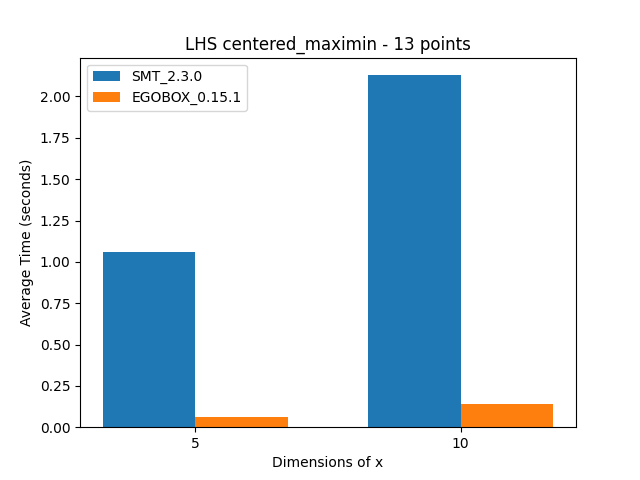 LHS centered_maximin - 13 points
SMT_2.3.0
EGOBOX_0.15.1
Average Time (seconds)
2.00
1.75
1.50
1.25
1.00
0.75
0.50
0.25
0.00
5
10
Dimensions of x